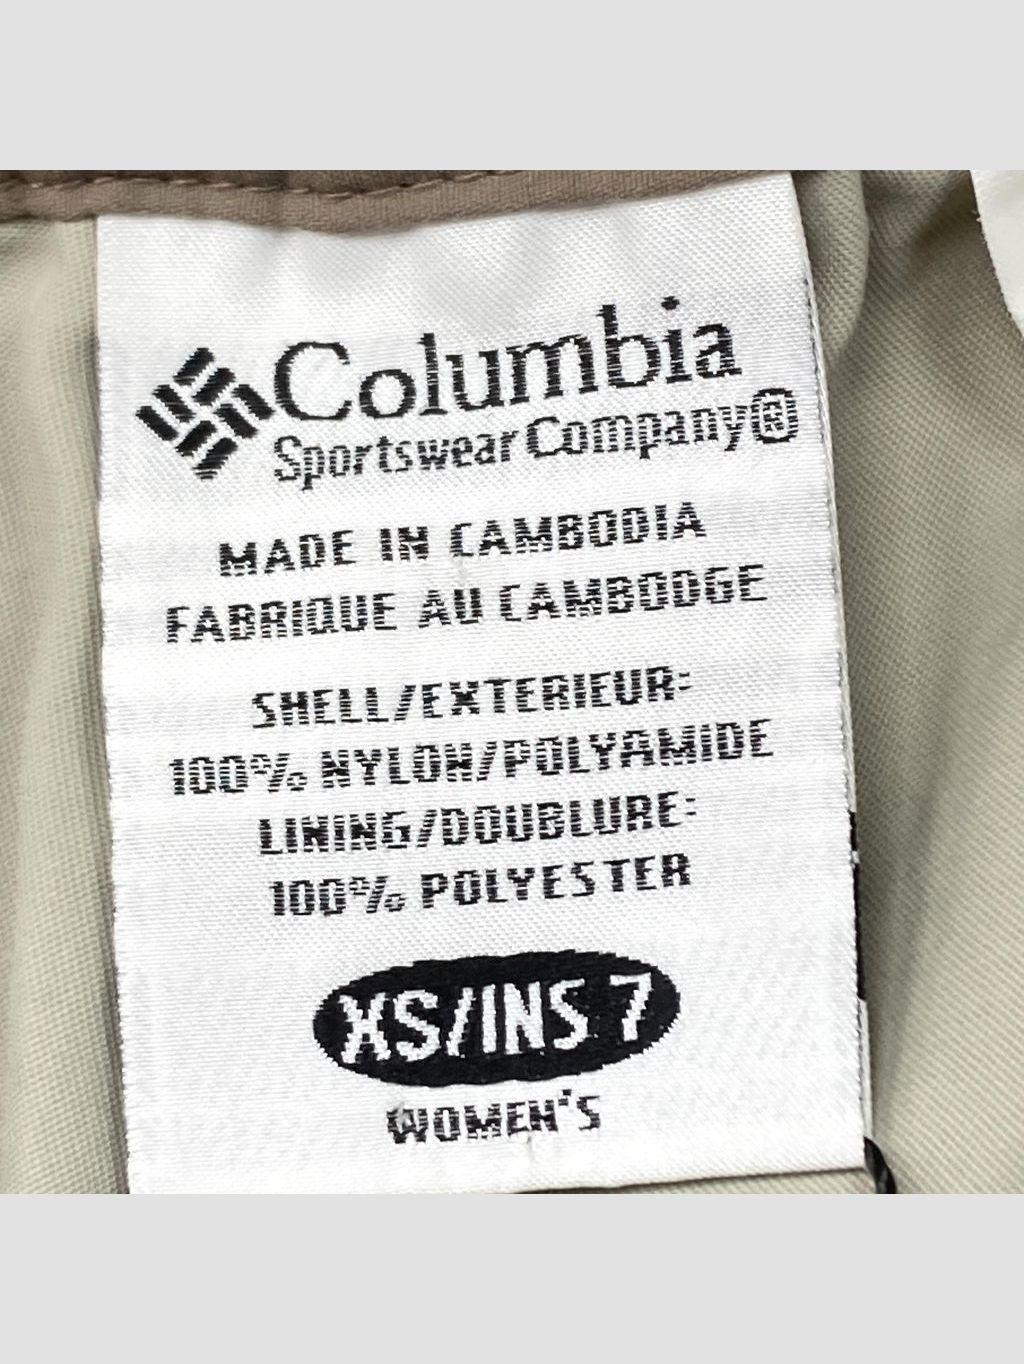 Columbia
Sportswear Company®
MADE IN CAMBODIA
FABRIQUE AU CAMBODGE
SHELL/EXTERIEUR:
100% NYLON/POLYAMIDE
LINING/DOUBLURE:
100% POLYESTER
XS/INS 7
WOMEN'S